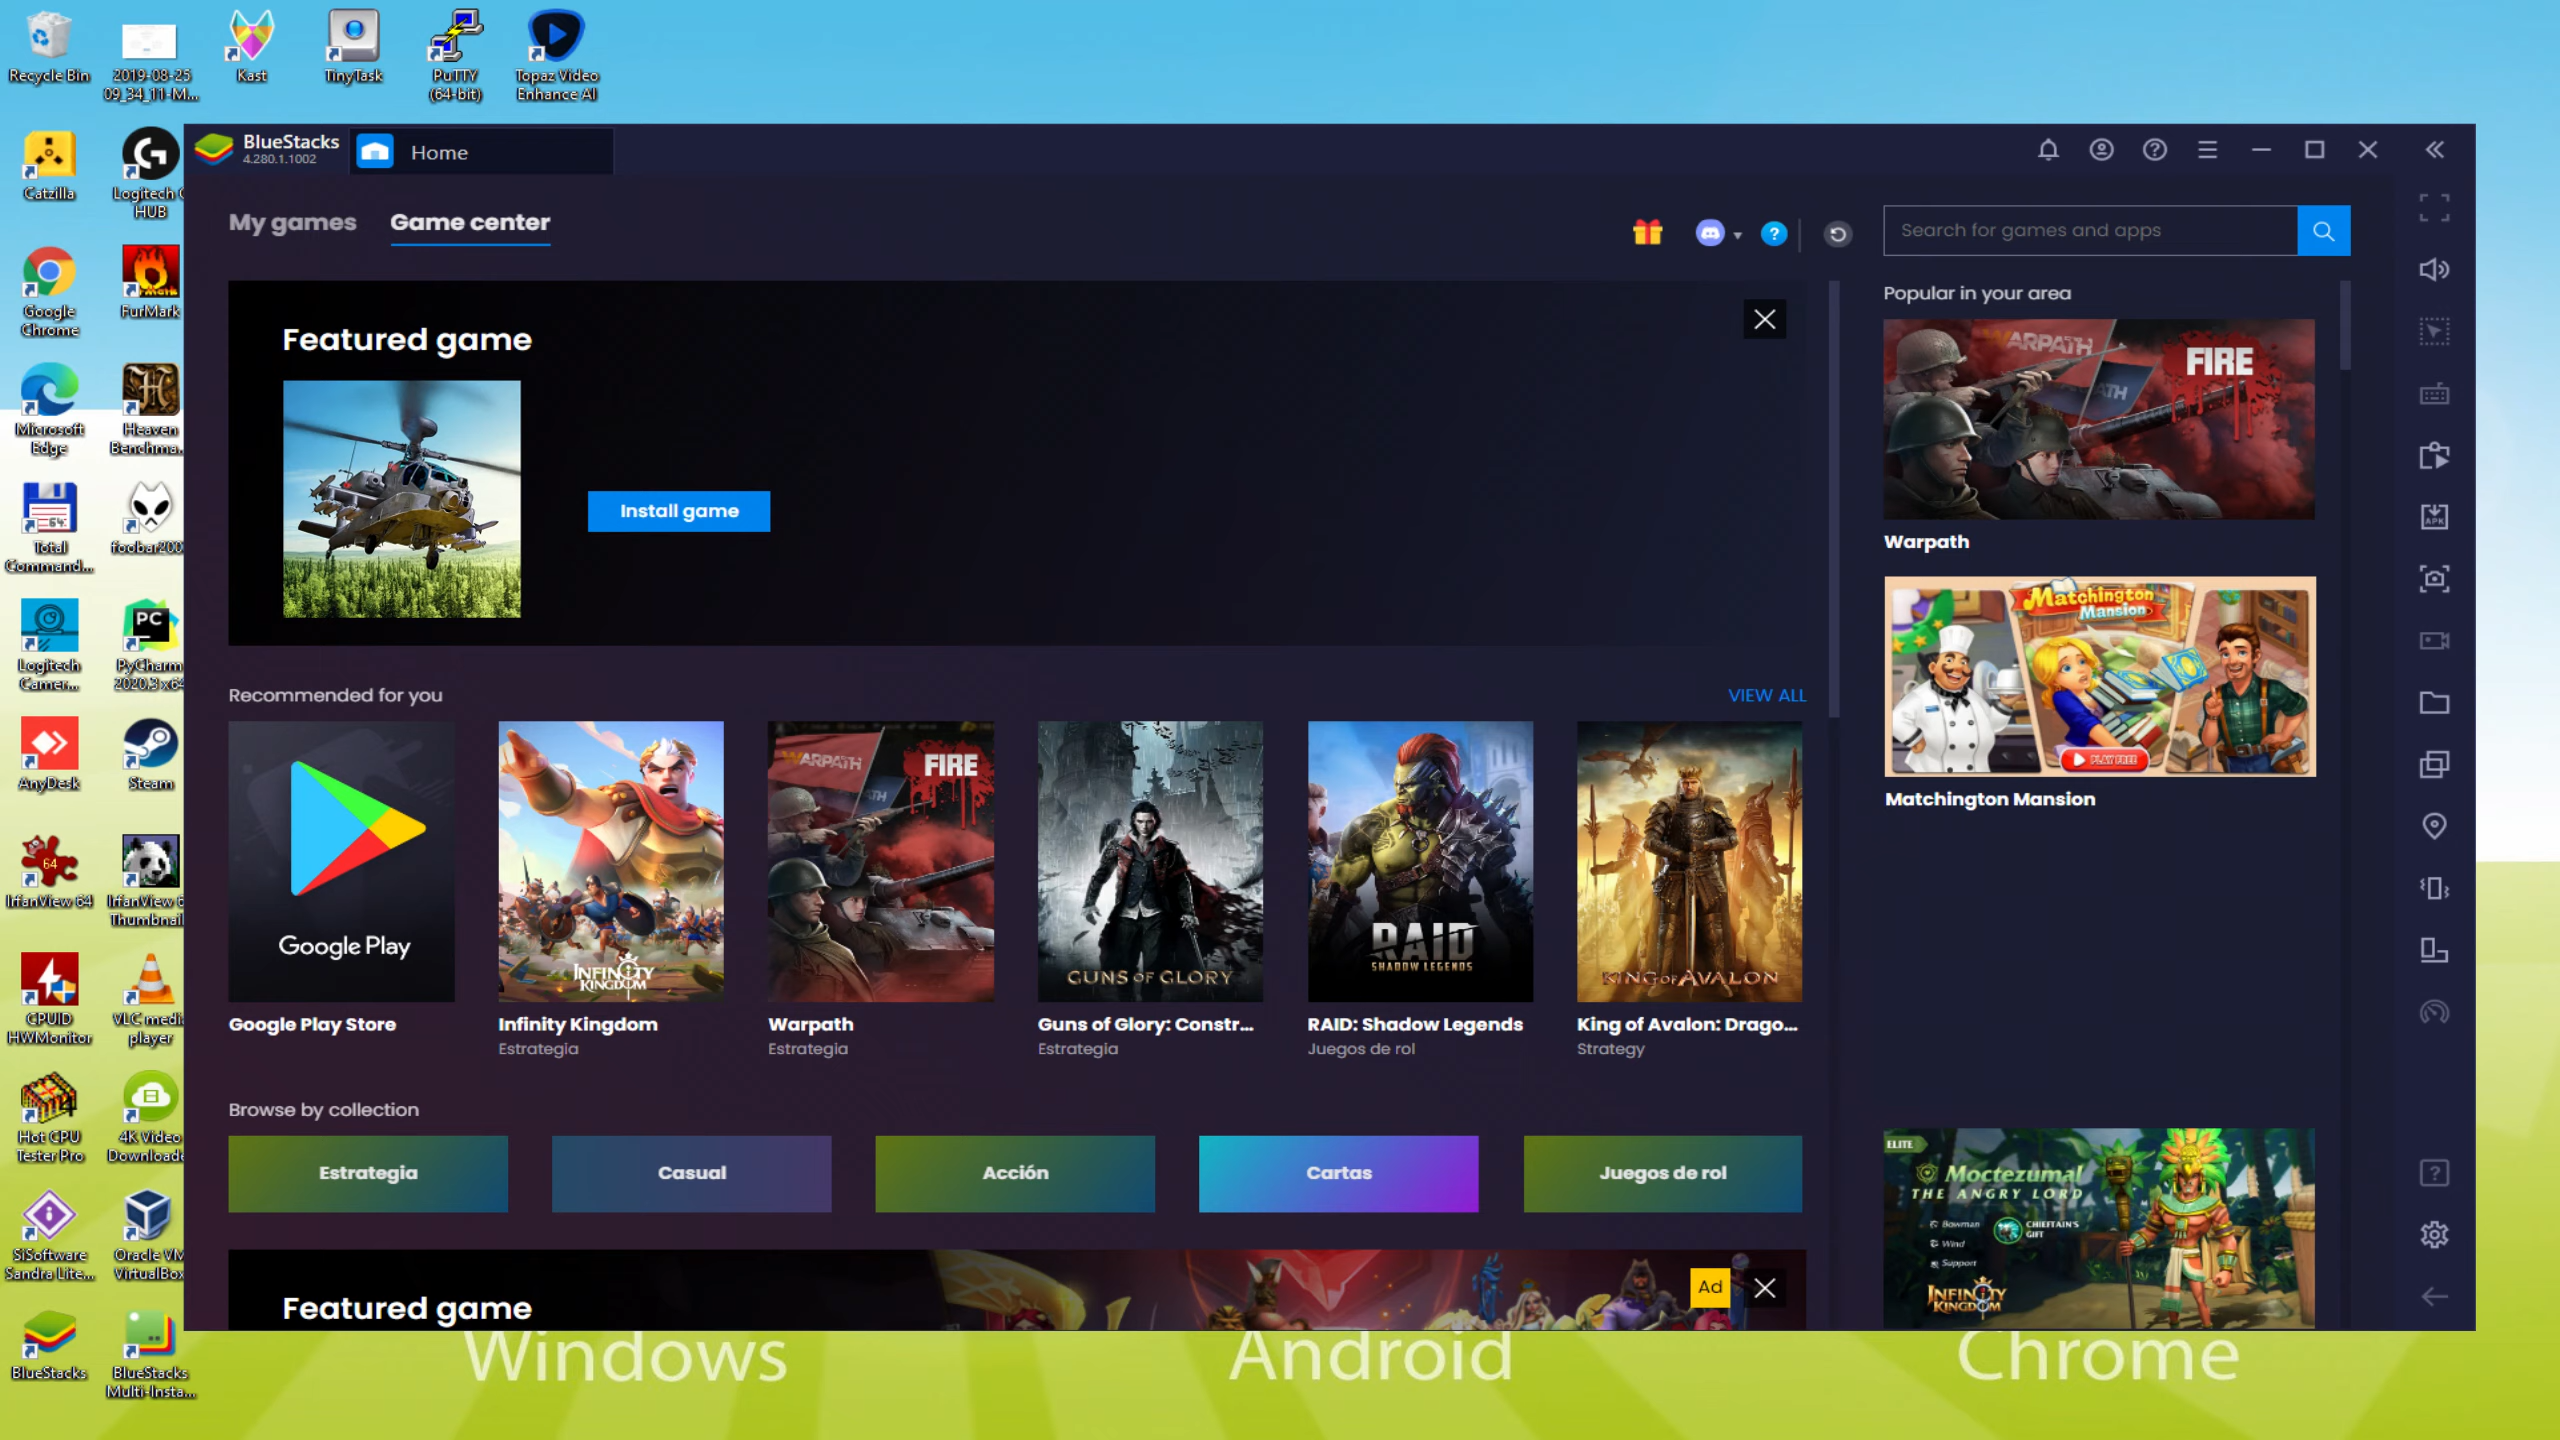 Recycle Bin
2019-08-25
09_34_11-M...
Kast
TinyTask
PuTTY
(64-bit)
Topaz Video
Enhance AI
Catzilla
Logitech G
HUB
Google
Chrome
FurMark
Microsoft
Edge
Heaven
Benchma...
64
Total
Command...
foobar200
Logitech
Camer...
PC
PyCharm
2020.3 x64
AnyDesk
Steam
64
IrfanView 64
IrfanView 6
Thumbnail
CPUID
HWMonitor
VLC media
player
Hot CPU
Tester Pro
4K Video
Downloade
SiSoftware
Sandra Lite...
Oracle VM
VirtualBox
BlueStacks
BlueStacks
Multi-Insta...
BlueStacks
4.280.1.1002
Home
My games
Game center
Search for games and apps
Featured game
Install game
Popular in your area
WARPATH
FIRE
Warpath
Matchington
Mansion
PLAY FREE
Matchington Mansion
Recommended for you
VIEW ALL
Google Play
INFINITY
KINGDOM
WARPATH
FIRE
GUNS OF GLORY
RAID
SHADOW LEGENDS
KING OF AVALON
Google Play Store
Infinity Kingdom
Estrategia
Warpath
Estrategia
Guns of Glory: Constr...
Estrategia
RAID: Shadow Legends
Juegos de rol
King of Avalon: Drago...
Strategy
Browse by collection
Estrategia
Casual
Acción
Cartas
Juegos de rol
Featured game
Ad
ELITE
Moctezumal
THE ANGRY LORD
Bowman
Wind
Support
CHIEFTAIN'S
GIFT
INFINITY
KINGDOM
APK
Windows
Android
Chrome